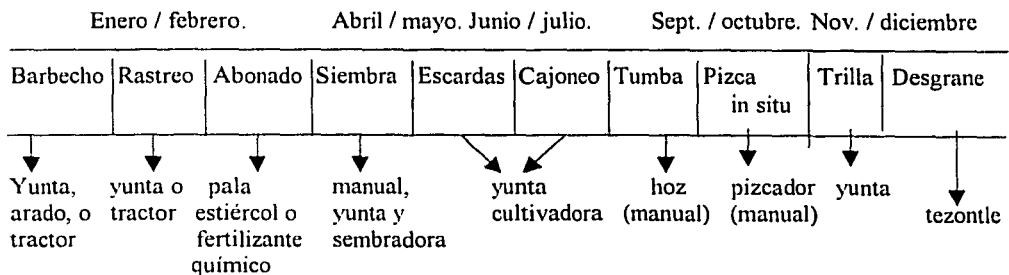 Enero / febrero. Abril / mayo. Junio / julio. Sept. / octubre. Nov. / diciembre
Barbecho Rastreo Abonado Siembra Escardas Cajoneo Tumba Pizca in situ Trilla Desgrane
Yunta, arado, o tractor
yunta o tractor
pala estiércol o fertilizante químico
manual, yunta y sembradora
yunta cultivadora
hoz (manual)
pizcador (manual)
yunta
tezontle